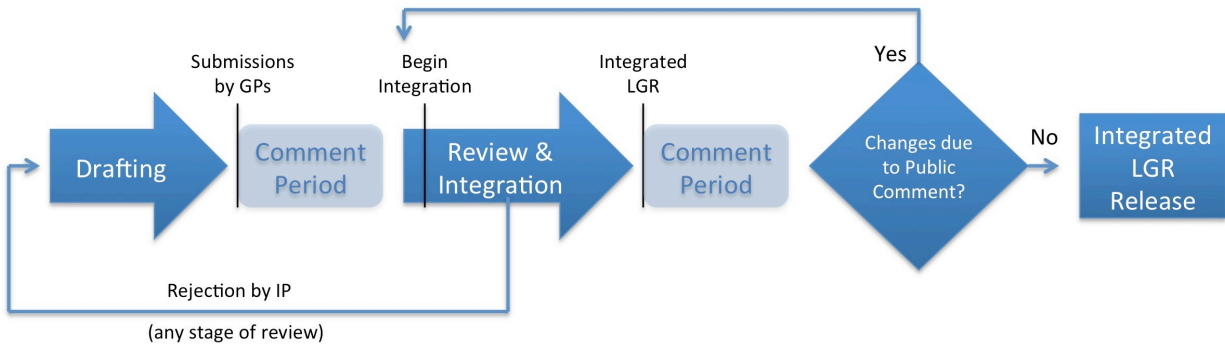 Submissions
by GPs
Begin
Integration
Integrated
LGR
Yes
Drafting
Comment
Period
Review &
Integration
Comment
Period
Changes due
to Public
Comment?
No
Integrated
LGR
Release
Rejection by IP
(any stage of review)